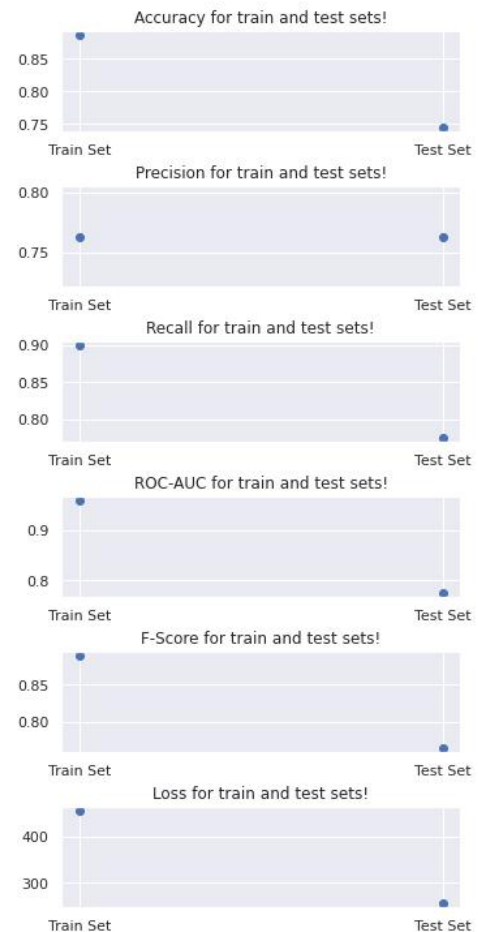 Accuracy for train and test sets!
0.85
0.80
0.75
Train Set Test Set
Precision for train and test sets!
0.80
0.75
Train Set Test Set
Recall for train and test sets!
0.90
0.85
0.80
Train Set Test Set
ROC-AUC for train and test sets!
0.9
0.8
Train Set Test Set
F-Score for train and test sets!
0.85
0.80
Train Set Test Set
Loss for train and test sets!
400
300
Train Set Test Set